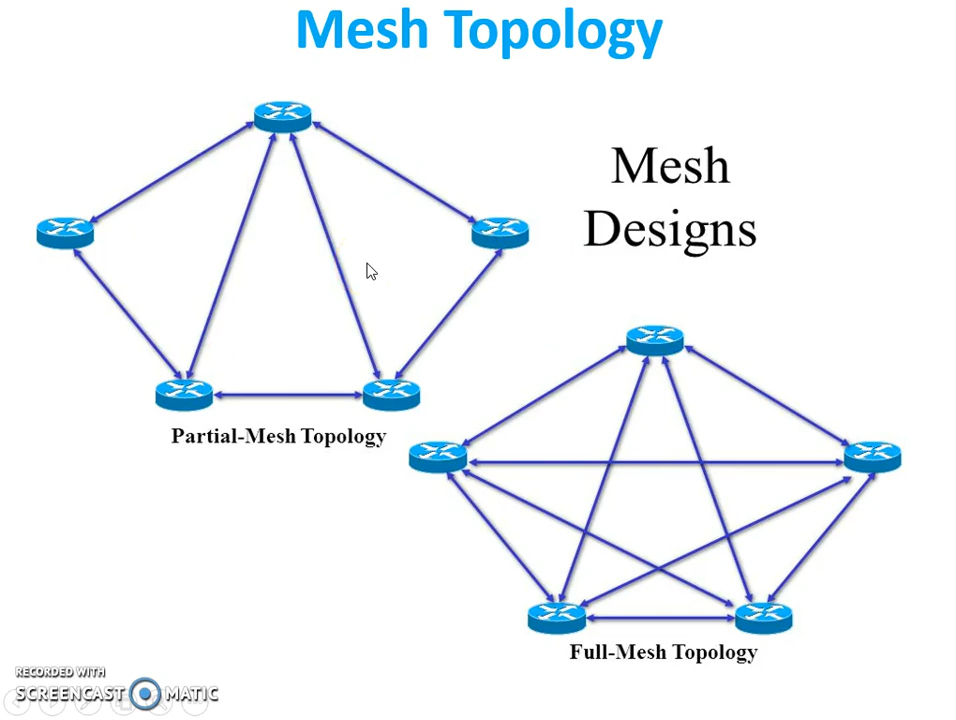 Mesh Topology
Mesh
Designs
Partial-Mesh Topology
Full-Mesh Topology
RECORDED WITH
SCREENCAST MATIC